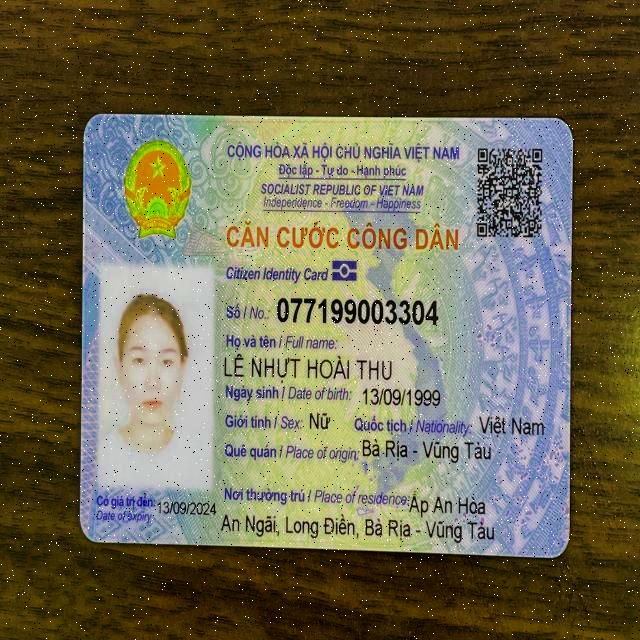 CỘNG HÒA XÃ HỘI CHỦ NGHĨA VIỆT NAM
Độc lập - Tự do - Hạnh phúc
SOCIALIST REPUBLIC OF VIET NAM
Independence - Freedom - Happiness
CĂN CƯỚC CÔNG DÂN
Citizen Identity Card
Số / No.: 077199003304
Họ và tên / Full name:
LÊ NHỰT HOÀI THU
Ngày sinh / Date of birth: 13/09/1999
Giới tính / Sex: Nữ Quốc tịch / Nationality: Việt Nam
Quê quán / Place of origin: Bà Rịa - Vũng Tàu
Nơi thường trú / Place of residence: Ấp An Hòa
An Ngãi, Long Điền, Bà Rịa - Vũng Tàu
Có giá trị đến: 13/09/2024
Date of expiry: